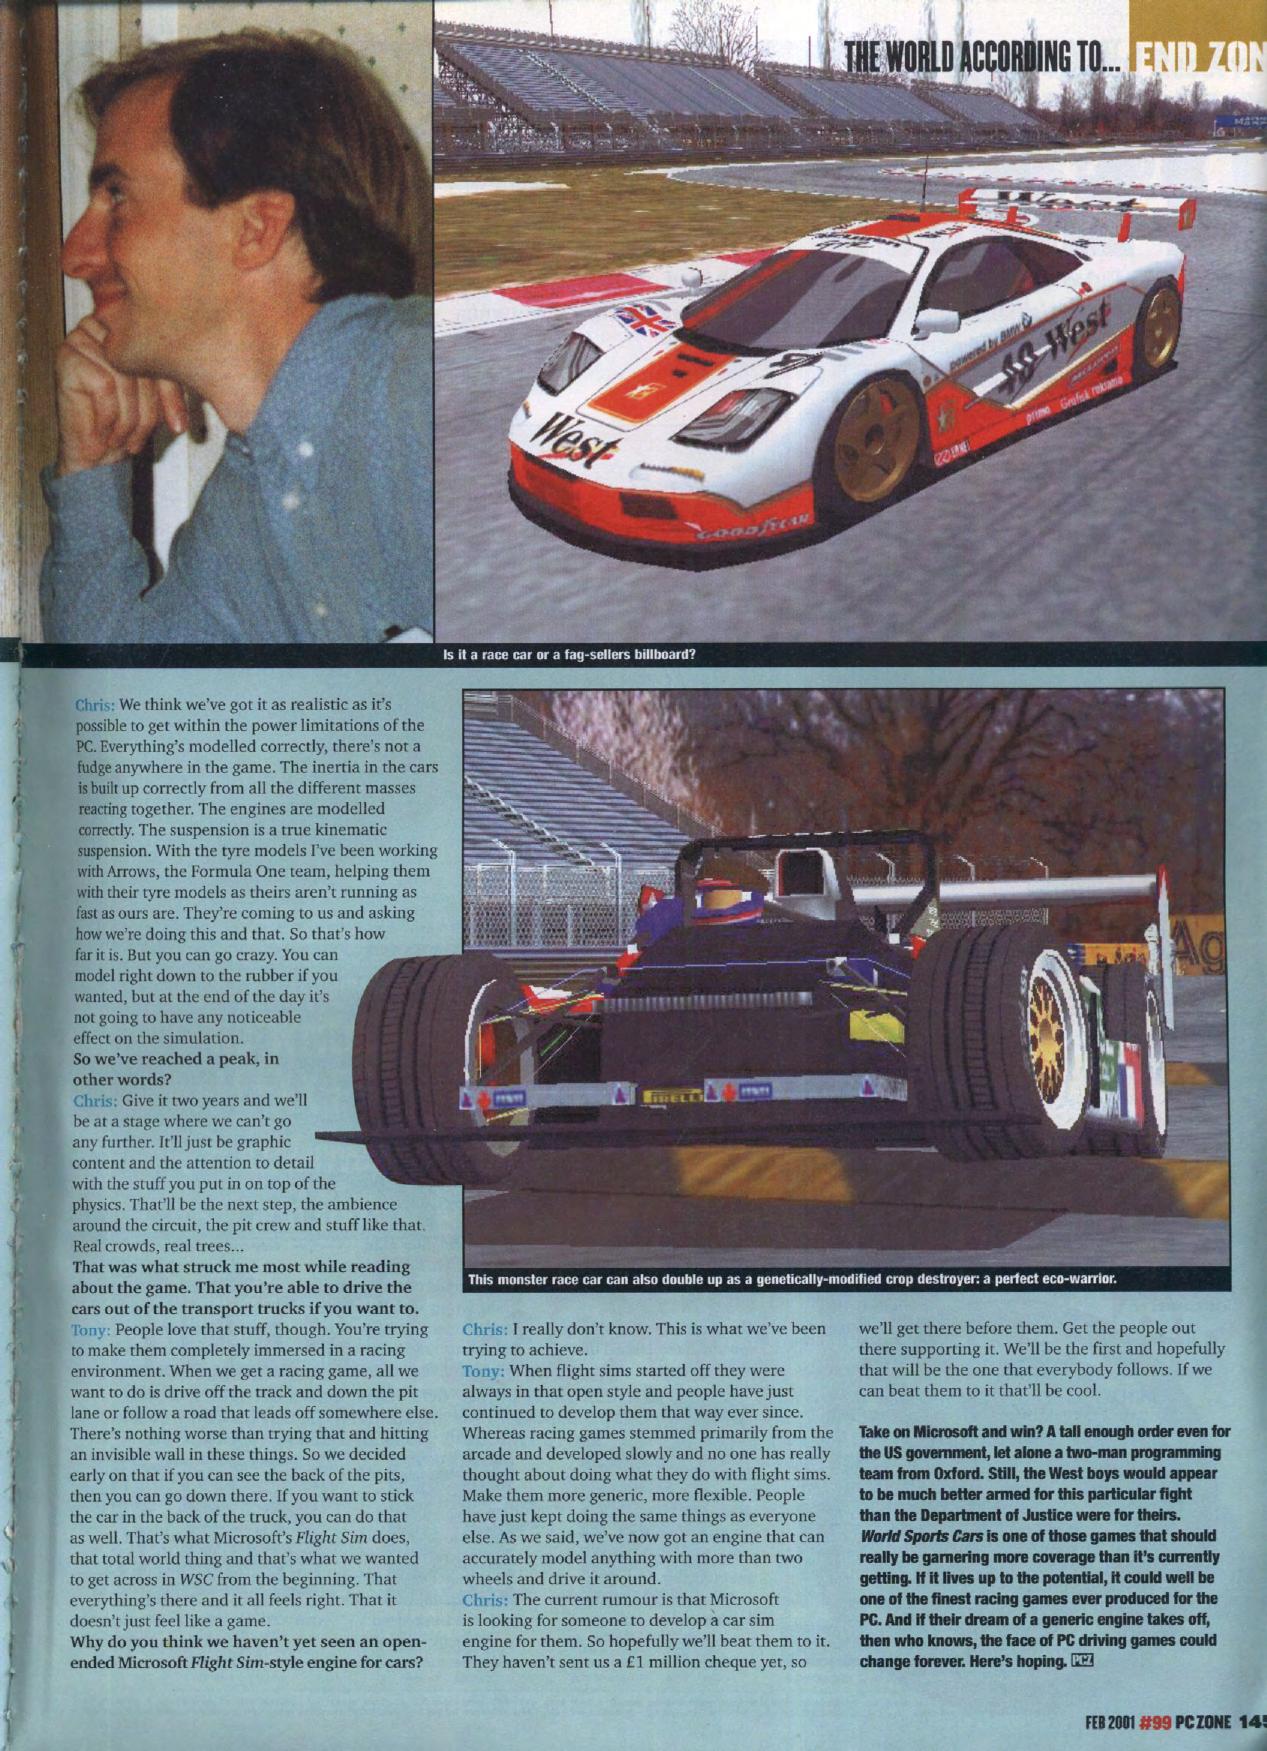 THE WORLD ACCORDING TO... END ZON
West
West
West
powered by BMW
GOODYEAR
Is it a race car or a fag-sellers billboard?
Chris: We think we've got it as realistic as it's
possible to get within the power limitations of the
PC. Everything's modelled correctly, there's not a
fudge anywhere in the game. The inertia in the cars
is built up correctly from all the different masses
reacting together. The engines are modelled
correctly. The suspension is a true kinematic
suspension. With the tyre models I've been working
with Arrows, the Formula One team, helping them
with their tyre models as theirs aren't running as
fast as ours are. They're coming to us and asking
how we're doing this and that. So that's how
far it is. But you can go crazy. You can
model right down to the rubber if you
wanted, but at the end of the day it's
not going to have any noticeable
effect on the simulation.
So we've reached a peak, in
other words?
Chris: Give it two years and we'll
be at a stage where we can't go
any further. It'll just be graphic
content and the attention to detail
with the stuff you put in on top of the
physics. That'll be the next step, the ambience
around the circuit, the pit crew and stuff like that.
Real crowds, real trees...
That was what struck me most while reading
about the game. That you're able to drive the
cars out of the transport trucks if you want to.
Tony: People love that stuff, though. You're trying
to make them completely immersed in a racing
environment. When we get a racing game, all we
want to do is drive off the track and down the pit
lane or follow a road that leads off somewhere else.
There's nothing worse than trying that and hitting
an invisible wall in these things. So we decided
early on that if you can see the back of the pits,
then you can go down there. If you want to stick
the car in the back of the truck, you can do that
as well. That's what Microsoft's Flight Sim does,
that total world thing and that's what we wanted
to get across in WSC from the beginning. That
everything's there and it all feels right. That it
doesn't just feel like a game.
Why do you think we haven't yet seen an open-
ended Microsoft Flight Sim-style engine for cars?
Ag
PIRELLI
This monster race car can also double up as a genetically-modified crop destroyer: a perfect eco-warrior.
Chris: I really don't know. This is what we've been
trying to achieve.
Tony: When flight sims started off they were
always in that open style and people have just
continued to develop them that way ever since.
Whereas racing games stemmed primarily from the
arcade and developed slowly and no one has really
thought about doing what they do with flight sims.
Make them more generic, more flexible. People
have just kept doing the same things as everyone
else. As we said, we've now got an engine that can
accurately model anything with more than two
wheels and drive it around.
Chris: The current rumour is that Microsoft
is looking for someone to develop a car sim
engine for them. So hopefully we'll beat them to it.
They haven't sent us a £1 million cheque yet, so
we'll get there before them. Get the people out
there supporting it. We'll be the first and hopefully
that will be the one that everybody follows. If we
can beat them to it that'll be cool.
Take on Microsoft and win? A tall enough order even for
the US government, let alone a two-man programming
team from Oxford. Still, the West boys would appear
to be much better armed for this particular fight
than the Department of Justice were for theirs.
World Sports Cars is one of those games that should
really be garnering more coverage than it's currently
getting. If it lives up to the potential, it could well be
one of the finest racing games ever produced for the
PC. And if their dream of a generic engine takes off,
then who knows, the face of PC driving games could
change forever. Here's hoping. PCZ
FEB 2001 #99 PC ZONE 145